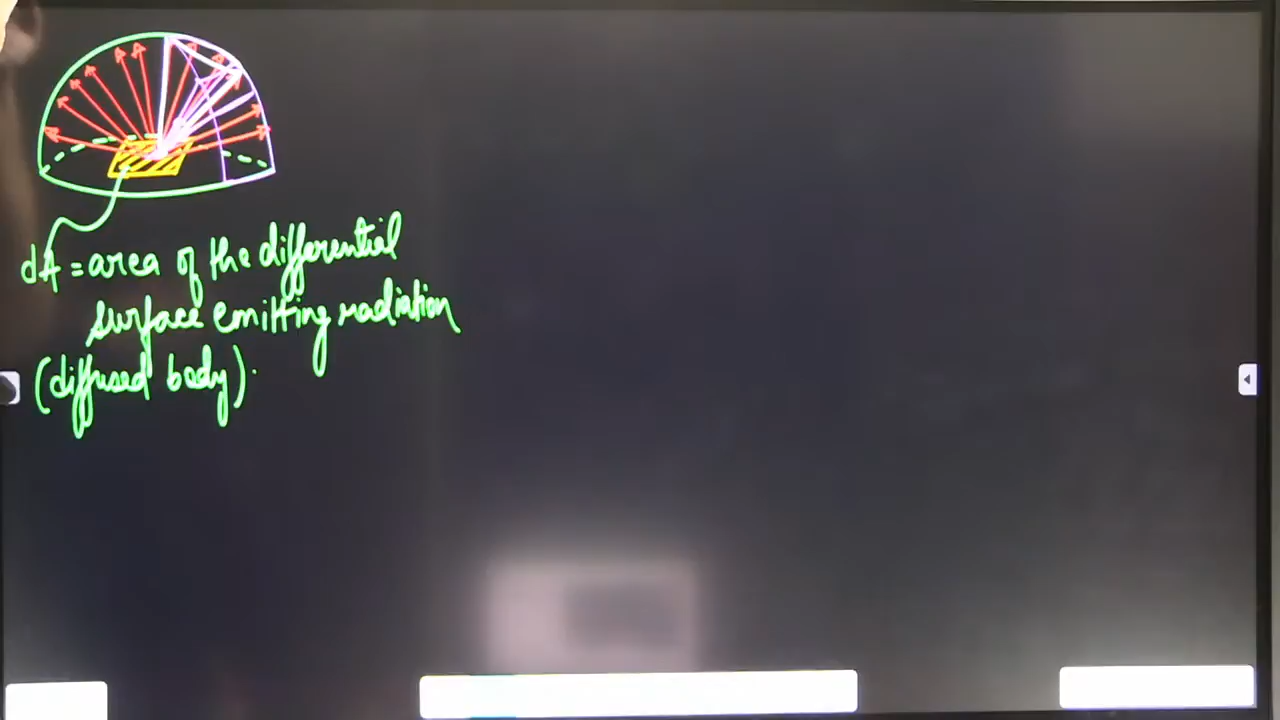 dA = area of the differential
surface emitting radiation
(diffused body).